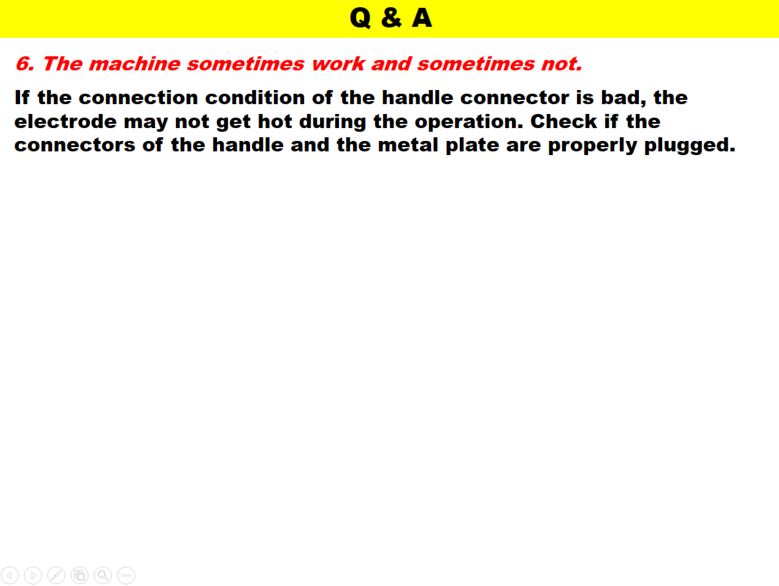 Q & A
6. The machine sometimes work and sometimes not.
If the connection condition of the handle connector is bad, the
electrode may not get hot during the operation. Check if the
connectors of the handle and the metal plate are properly plugged.